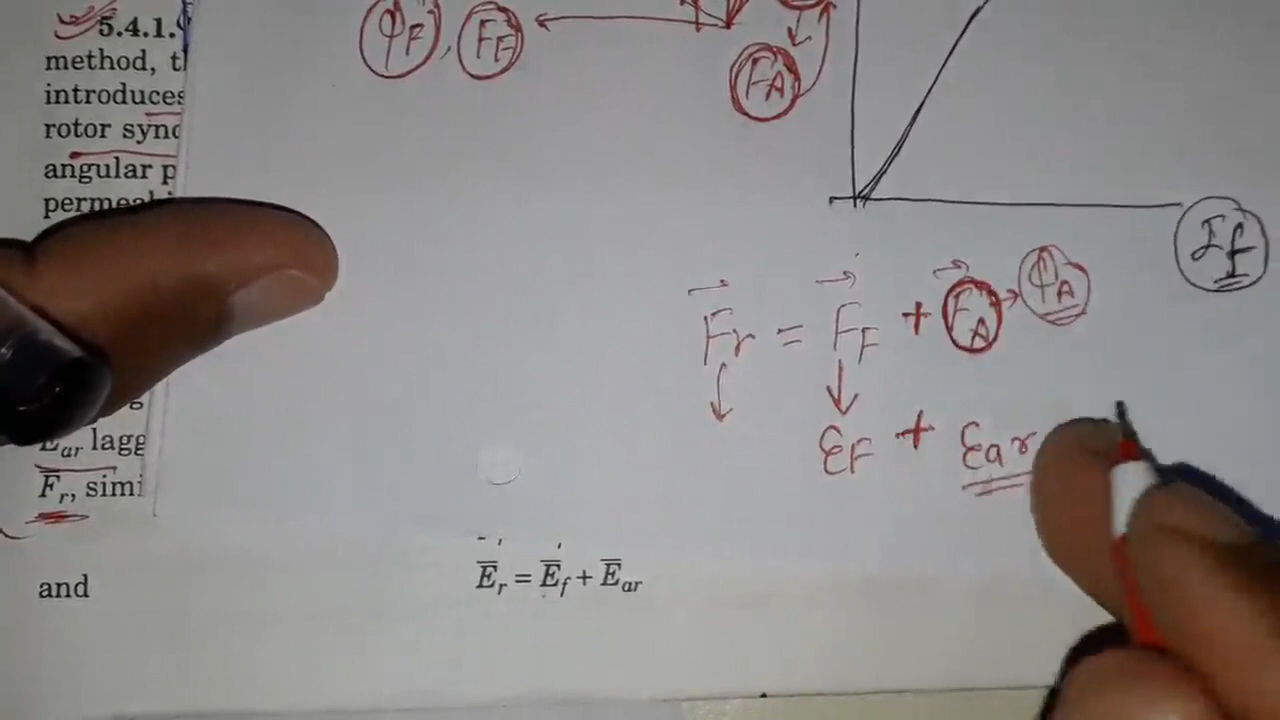 5.4.1.
method, t
introduces
rotor sync
angular p
φF, FF
FA
If
Fr = FF + FA → φA
EF + Ear
Ear lagg
Fr, simi
and
Er = Ef + Ear